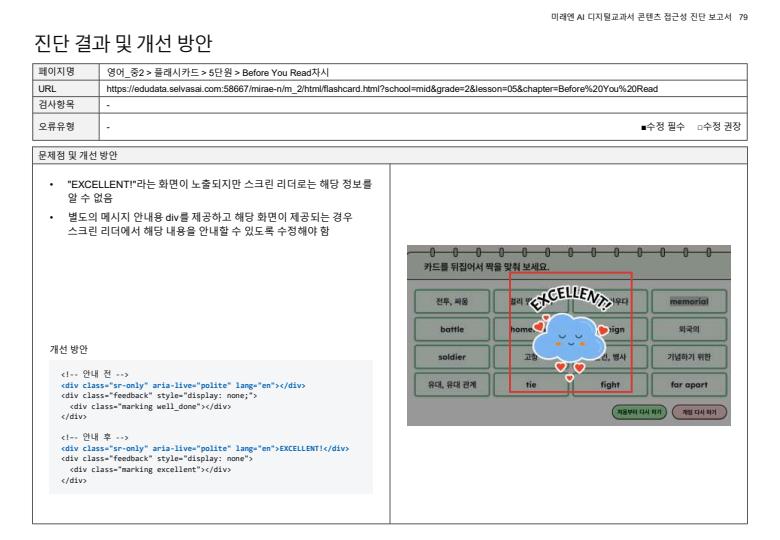 미래엔 AI 디지털교과서 콘텐츠 접근성 진단 보고서 79
진단 결과 및 개선 방안
페이지명 영어_중2 > 플래시카드 > 5단원 > Before You Read차시
URL https://edudata.selvasai.com:58667/mirae-n/m_2/html/flashcard.html?school=mid&grade=2&lesson=05&chapter=Before%20You%20Read
검사항목 -
오류유형 - ■수정 필수 □수정 권장
문제점 및 개선 방안
• "EXCELLENT!"라는 화면이 노출되지만 스크린 리더로는 해당 정보를
알 수 없음
• 별도의 메시지 안내용 div를 제공하고 해당 화면이 제공되는 경우
스크린 리더에서 해당 내용을 안내할 수 있도록 수정해야 함
개선 방안
<!-- 안내 전 -->
<div class="sr-only" aria-live="polite" lang="en"></div>
<div class="feedback" style="display: none;">
<div class="marking well_done"></div>
</div>
<!-- 안내 후 -->
<div class="sr-only" aria-live="polite" lang="en">EXCELLENT!</div>
<div class="feedback" style="display: none">
<div class="marking excellent"></div>
</div>
카드를 뒤집어서 짝을 맞춰 보세요.
EXCELLENT!
전투, 싸움 멀리 memorial
battle home 외국의
soldier 고향 병사 기념하기 위한
유대, 유대 관계 tie fight far apart
처음부터 다시 하기 게임 다시 하기